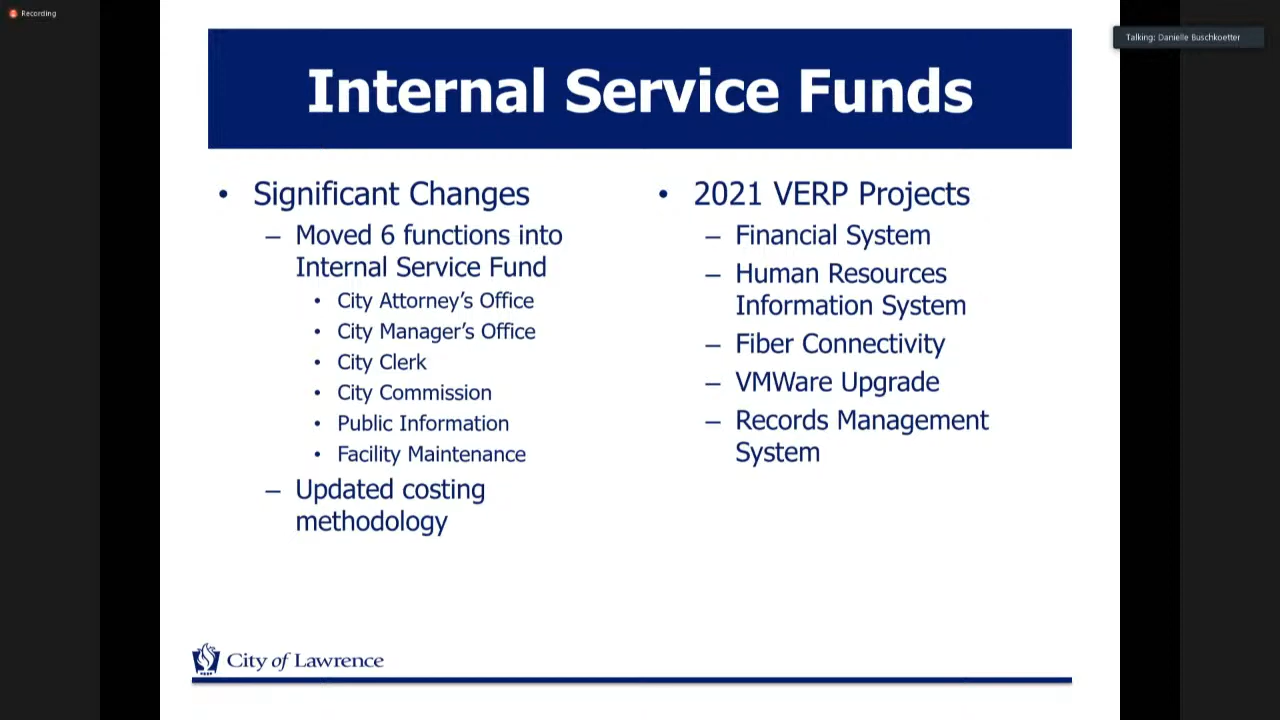 Recording
Talking: Danielle Buschkoetter
Internal Service Funds
• Significant Changes
– Moved 6 functions into
Internal Service Fund
• City Attorney’s Office
• City Manager’s Office
• City Clerk
• City Commission
• Public Information
• Facility Maintenance
– Updated costing
methodology
• 2021 VERP Projects
– Financial System
– Human Resources
Information System
– Fiber Connectivity
– VMWare Upgrade
– Records Management
System
City of Lawrence